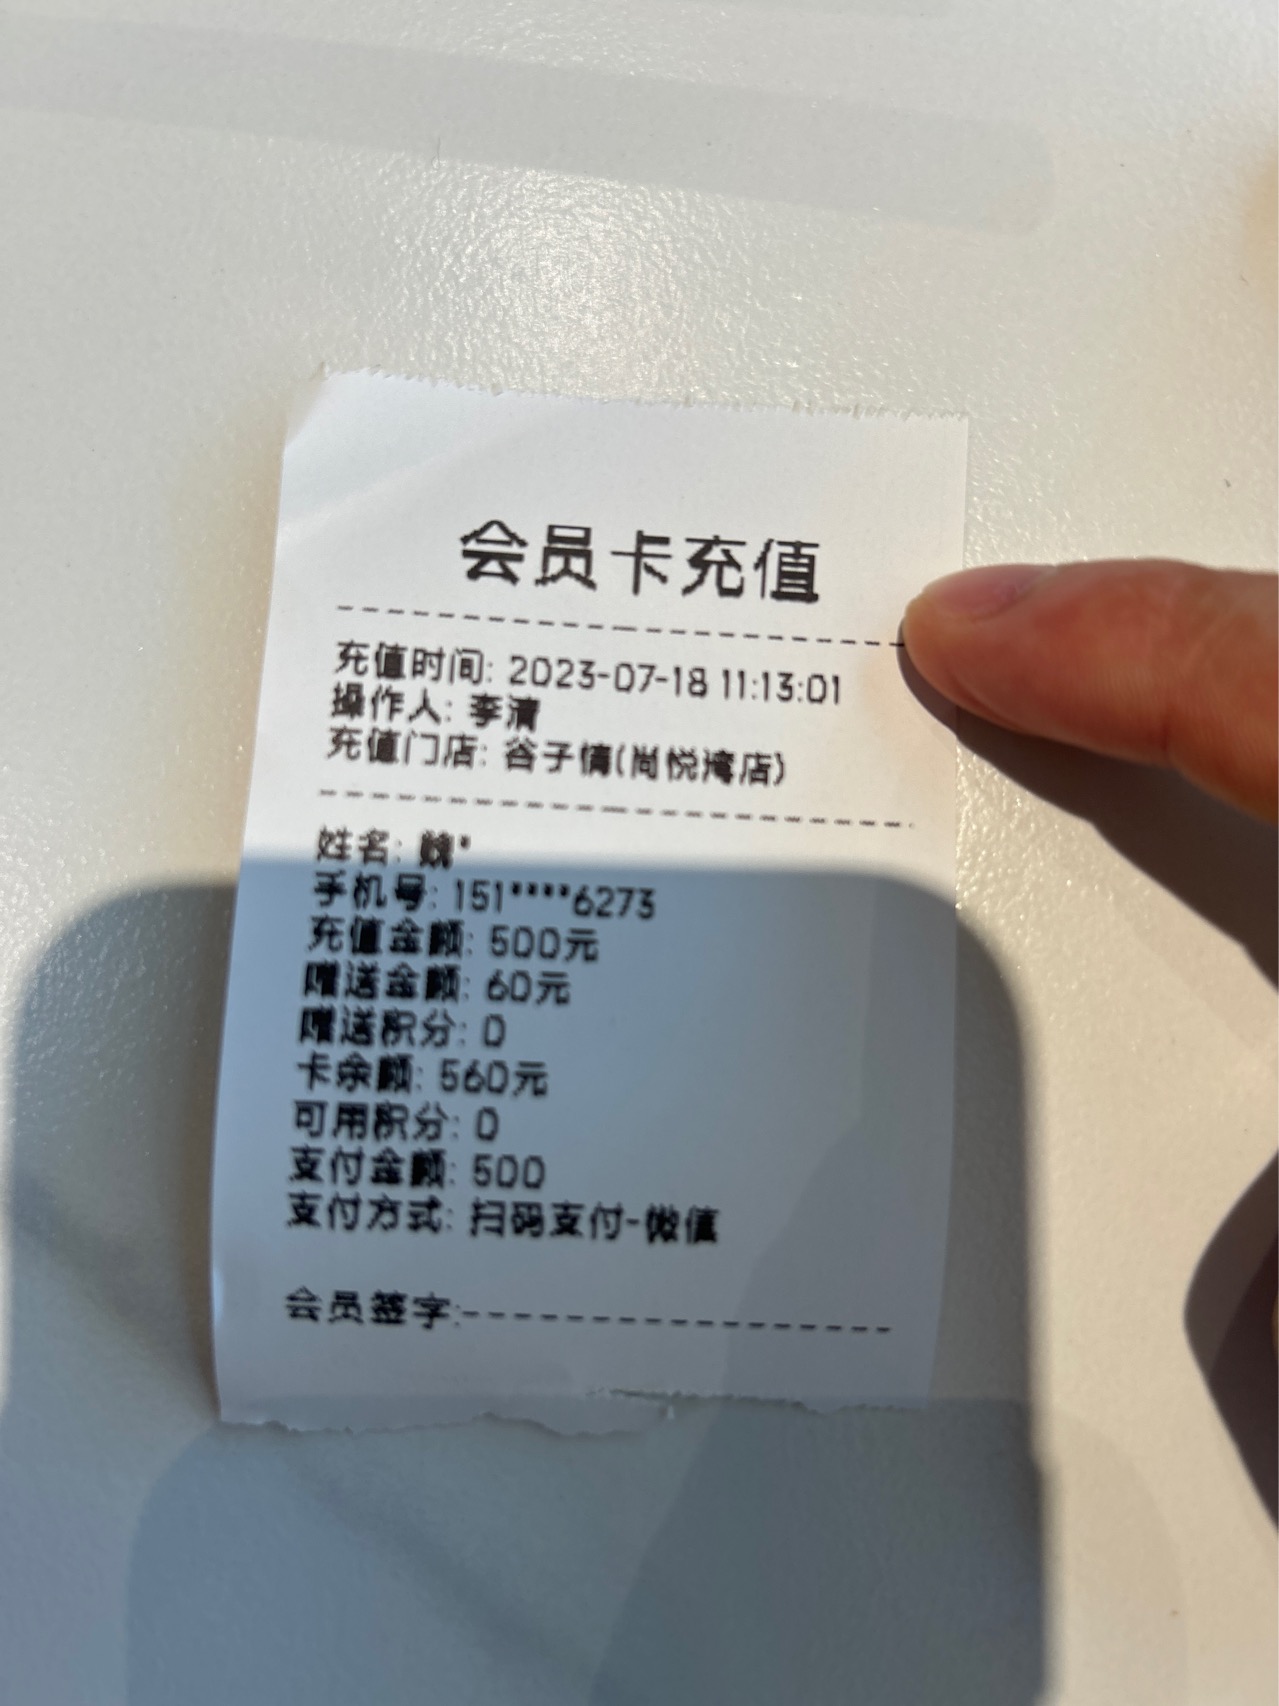 会员卡充值
充值时间: 2023-07-18 11:13:01
操作人: 李清
充值门店: 谷子情(尚悦湾店)
姓名: 魏*
手机号: 151****6273
充值金额: 500元
赠送金额: 60元
赠送积分: 0
卡余额: 560元
可用积分: 0
支付金额: 500
支付方式: 扫码支付-微信
会员签字: